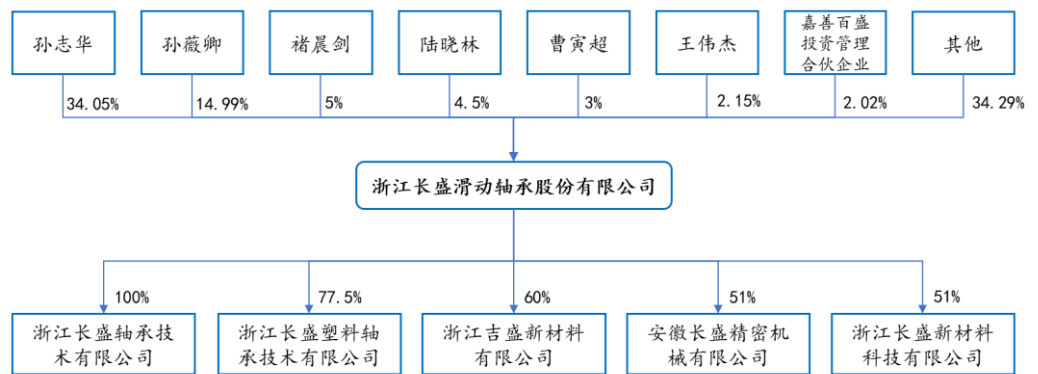 孙志华
孙薇卿
褚晨剑
陆晓林
曹寅超
王伟杰
嘉善百盛
投资管理
合伙企业
其他
34.05%
14.99%
5%
4.5%
3%
2.15%
2.02%
34.29%
浙江长盛滑动轴承股份有限公司
100%
77.5%
60%
51%
51%
浙江长盛轴承技
术有限公司
浙江长盛塑料轴
承技术有限公司
浙江吉盛新材料
有限公司
安徽长盛精密机
械有限公司
浙江长盛新材料
科技有限公司